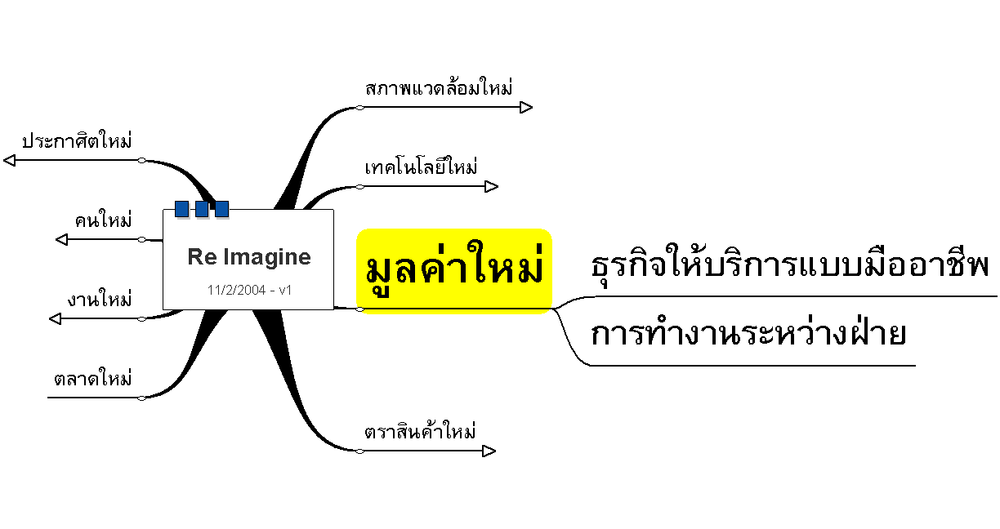 สภาพแวดล้อมใหม่
ประกาศิตใหม่
เทคโนโลยีใหม่
คนใหม่
Re Imagine
11/2/2004 - v1
มูลค่าใหม่
ธุรกิจให้บริการแบบมืออาชีพ
การทำงานระหว่างฝ่าย
งานใหม่
ตลาดใหม่
ตราสินค้าใหม่